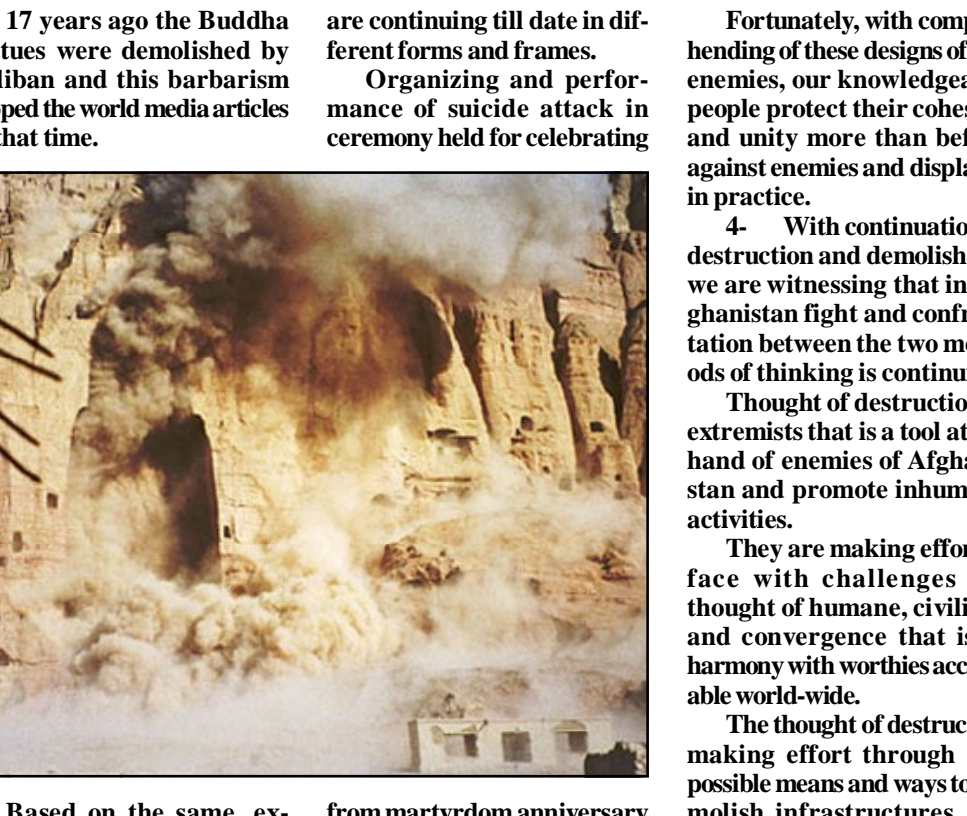 17 years ago the Buddha
tues were demolished by
liban and this barbarism
ped the world media articles
that time.
Based on the same, ex-
are continuing till date in dif-
ferent forms and frames.
Organizing and perfor-
mance of suicide attack in
ceremony held for celebrating
from martyrdom anniversary
Fortunately, with comp
hending of these designs of
enemies, our knowledgea
people protect their cohes
and unity more than bef
against enemies and displa
in practice.
4- With continuatio
destruction and demolish
we are witnessing that in
ghanistan fight and confr
tation between the two me
ods of thinking is continu
Thought of destructio
extremists that is a tool at
hand of enemies of Afgha
stan and promote inhum
activities.
They are making effor
face with challenges
thought of humane, civili
and convergence that is
harmony with worthies acc
able world-wide.
The thought of destruc
making effort through
possible means and ways to
molish infrastructures